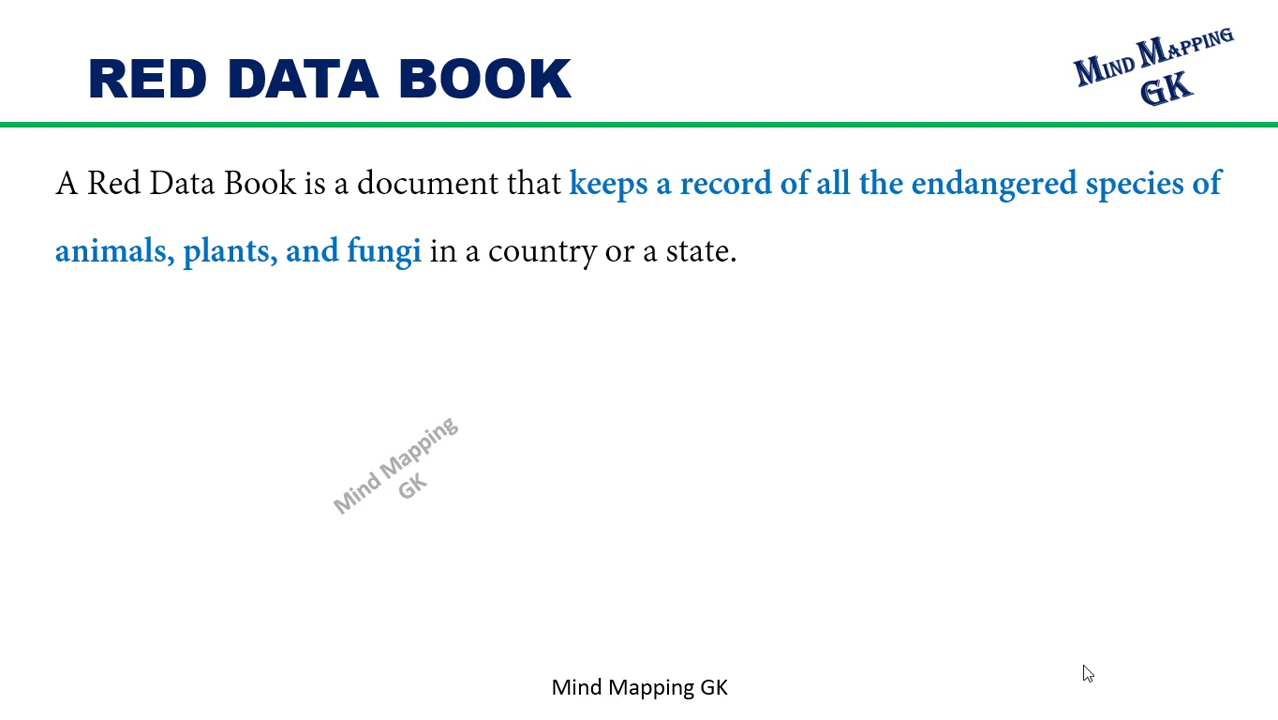 RED DATA BOOK
MIND MAPPING
GK
A Red Data Book is a document that keeps a record of all the endangered species of
animals, plants, and fungi in a country or a state.
Mind Mapping
GK
Mind Mapping GK